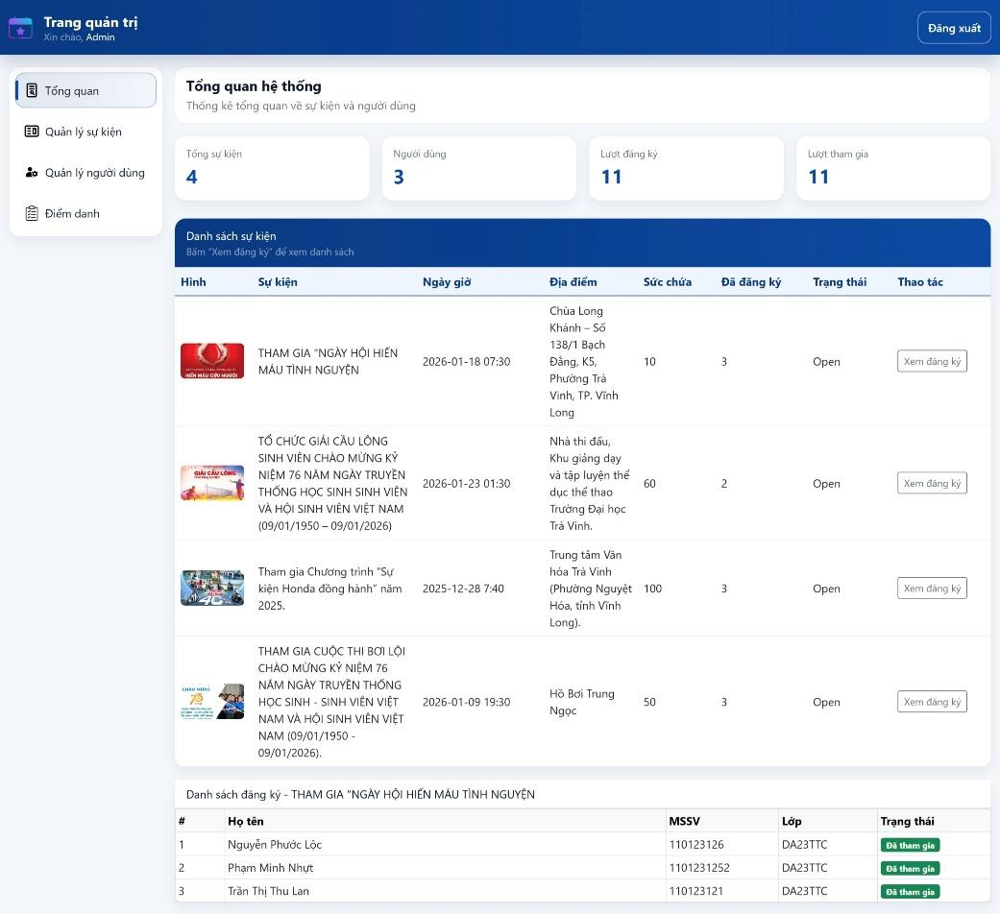 Trang quản trị
Xin chào, Admin
Đăng xuất
Tổng quan
Quản lý sự kiện
Quản lý người dùng
Điểm danh
Tổng quan hệ thống
Thống kê tổng quan về sự kiện và người dùng
Tổng sự kiện
4
Người dùng
3
Lượt đăng ký
11
Lượt tham gia
11
Danh sách sự kiện
Bấm "Xem đăng ký" để xem danh sách
Hình Sự kiện Ngày giờ Địa điểm Sức chứa Đã đăng ký Trạng thái Thao tác
HIẾN MÁU CỨU NGƯỜI
THAM GIA "NGÀY HỘI HIẾN
MÁU TÌNH NGUYỆN
2026-01-18 07:30
Chùa Long
Khánh – Số
138/1 Bạch
Đằng, K5,
Phường Trà
Vinh, TP. Vĩnh
Long
10
3
Open
Xem đăng ký
GIẢI CẦU LÔNG
TỔ CHỨC GIẢI CẦU LÔNG
SINH VIÊN CHÀO MỪNG KỶ
NIỆM 76 NĂM NGÀY TRUYỀN
THỐNG HỌC SINH SINH VIÊN
VÀ HỘI SINH VIÊN VIỆT NAM
(09/01/1950 – 09/01/2026)
2026-01-23 01:30
Nhà thi đấu,
Khu giảng dạy
và tập luyện thể
dục thể thao
Trường Đại học
Trà Vinh.
60
2
Open
Xem đăng ký
Tham gia Chương trình “Sự
kiện Honda đồng hành” năm
2025.
2025-12-28 7:40
Trung tâm Văn
hóa Trà Vinh
(Phường Nguyệt
Hóa, tỉnh Vĩnh
Long).
100
3
Open
Xem đăng ký
CHÀO MỪNG
THAM GIA CUỘC THI BƠI LỘI
CHÀO MỪNG KỶ NIỆM 76
NĂM NGÀY TRUYỀN THỐNG
HỌC SINH - SINH VIÊN VIỆT
NAM VÀ HỘI SINH VIÊN VIỆT
NAM (09/01/1950 -
09/01/2026).
2026-01-09 19:30
Hồ Bơi Trung
Ngọc
50
3
Open
Xem đăng ký
Danh sách đăng ký - THAM GIA "NGÀY HỘI HIẾN MÁU TÌNH NGUYỆN
# Họ tên MSSV Lớp Trạng thái
1 Nguyễn Phước Lộc 110123126 DA23TTC Đã tham gia
2 Phạm Minh Nhựt 1101231252 DA23TTC Đã tham gia
3 Trần Thị Thu Lan 110123121 DA23TTC Đã tham gia